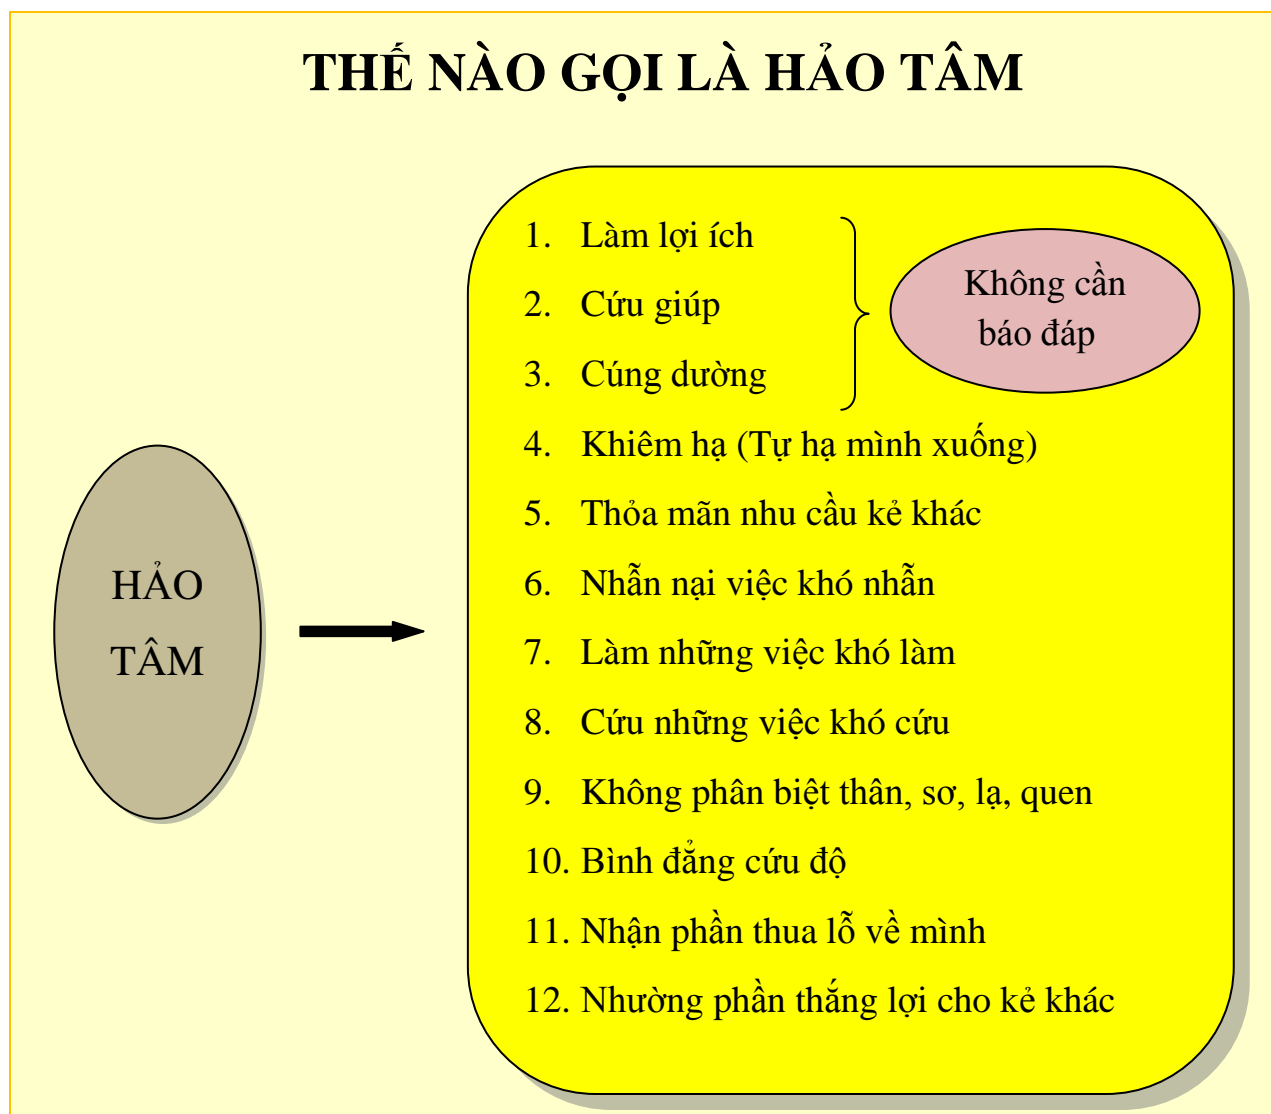 THẾ NÀO GỌI LÀ HẢO TÂM
1. Làm lợi ích
2. Cứu giúp
3. Cúng dường
Không cần
báo đáp
4. Khiêm hạ (Tự hạ mình xuống)
5. Thỏa mãn nhu cầu kẻ khác
6. Nhẫn nại việc khó nhẫn
7. Làm những việc khó làm
8. Cứu những việc khó cứu
9. Không phân biệt thân, sơ, lạ, quen
10. Bình đẳng cứu độ
11. Nhận phần thua lỗ về mình
12. Nhường phần thắng lợi cho kẻ khác
HẢO
TÂM